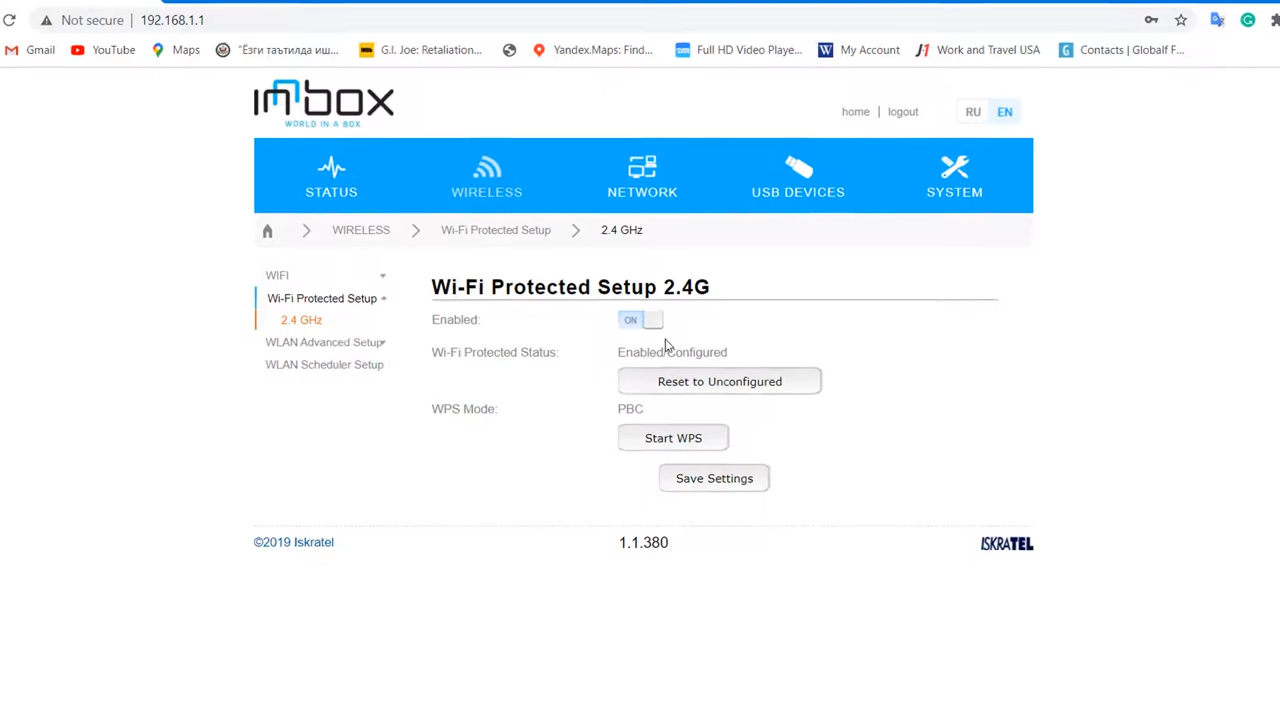 Not secure | 192.168.1.1
Gmail YouTube Maps "Ёзги таътилда иш... G.I. Joe: Retaliation... Yandex.Maps: Find... Full HD Video Playe... My Account Work and Travel USA Contacts | Globalf F...
innbox
WORLD IN A BOX
home | logout RU EN
STATUS WIRELESS NETWORK USB DEVICES SYSTEM
WIRELESS Wi-Fi Protected Setup 2.4 GHz
WIFI
Wi-Fi Protected Setup
2.4 GHz
WLAN Advanced Setup
WLAN Scheduler Setup
Wi-Fi Protected Setup 2.4G
Enabled: ON
Wi-Fi Protected Status: Enabled/Configured
Reset to Unconfigured
WPS Mode: PBC
Start WPS
Save Settings
©2019 Iskratel 1.1.380 ISKRATEL